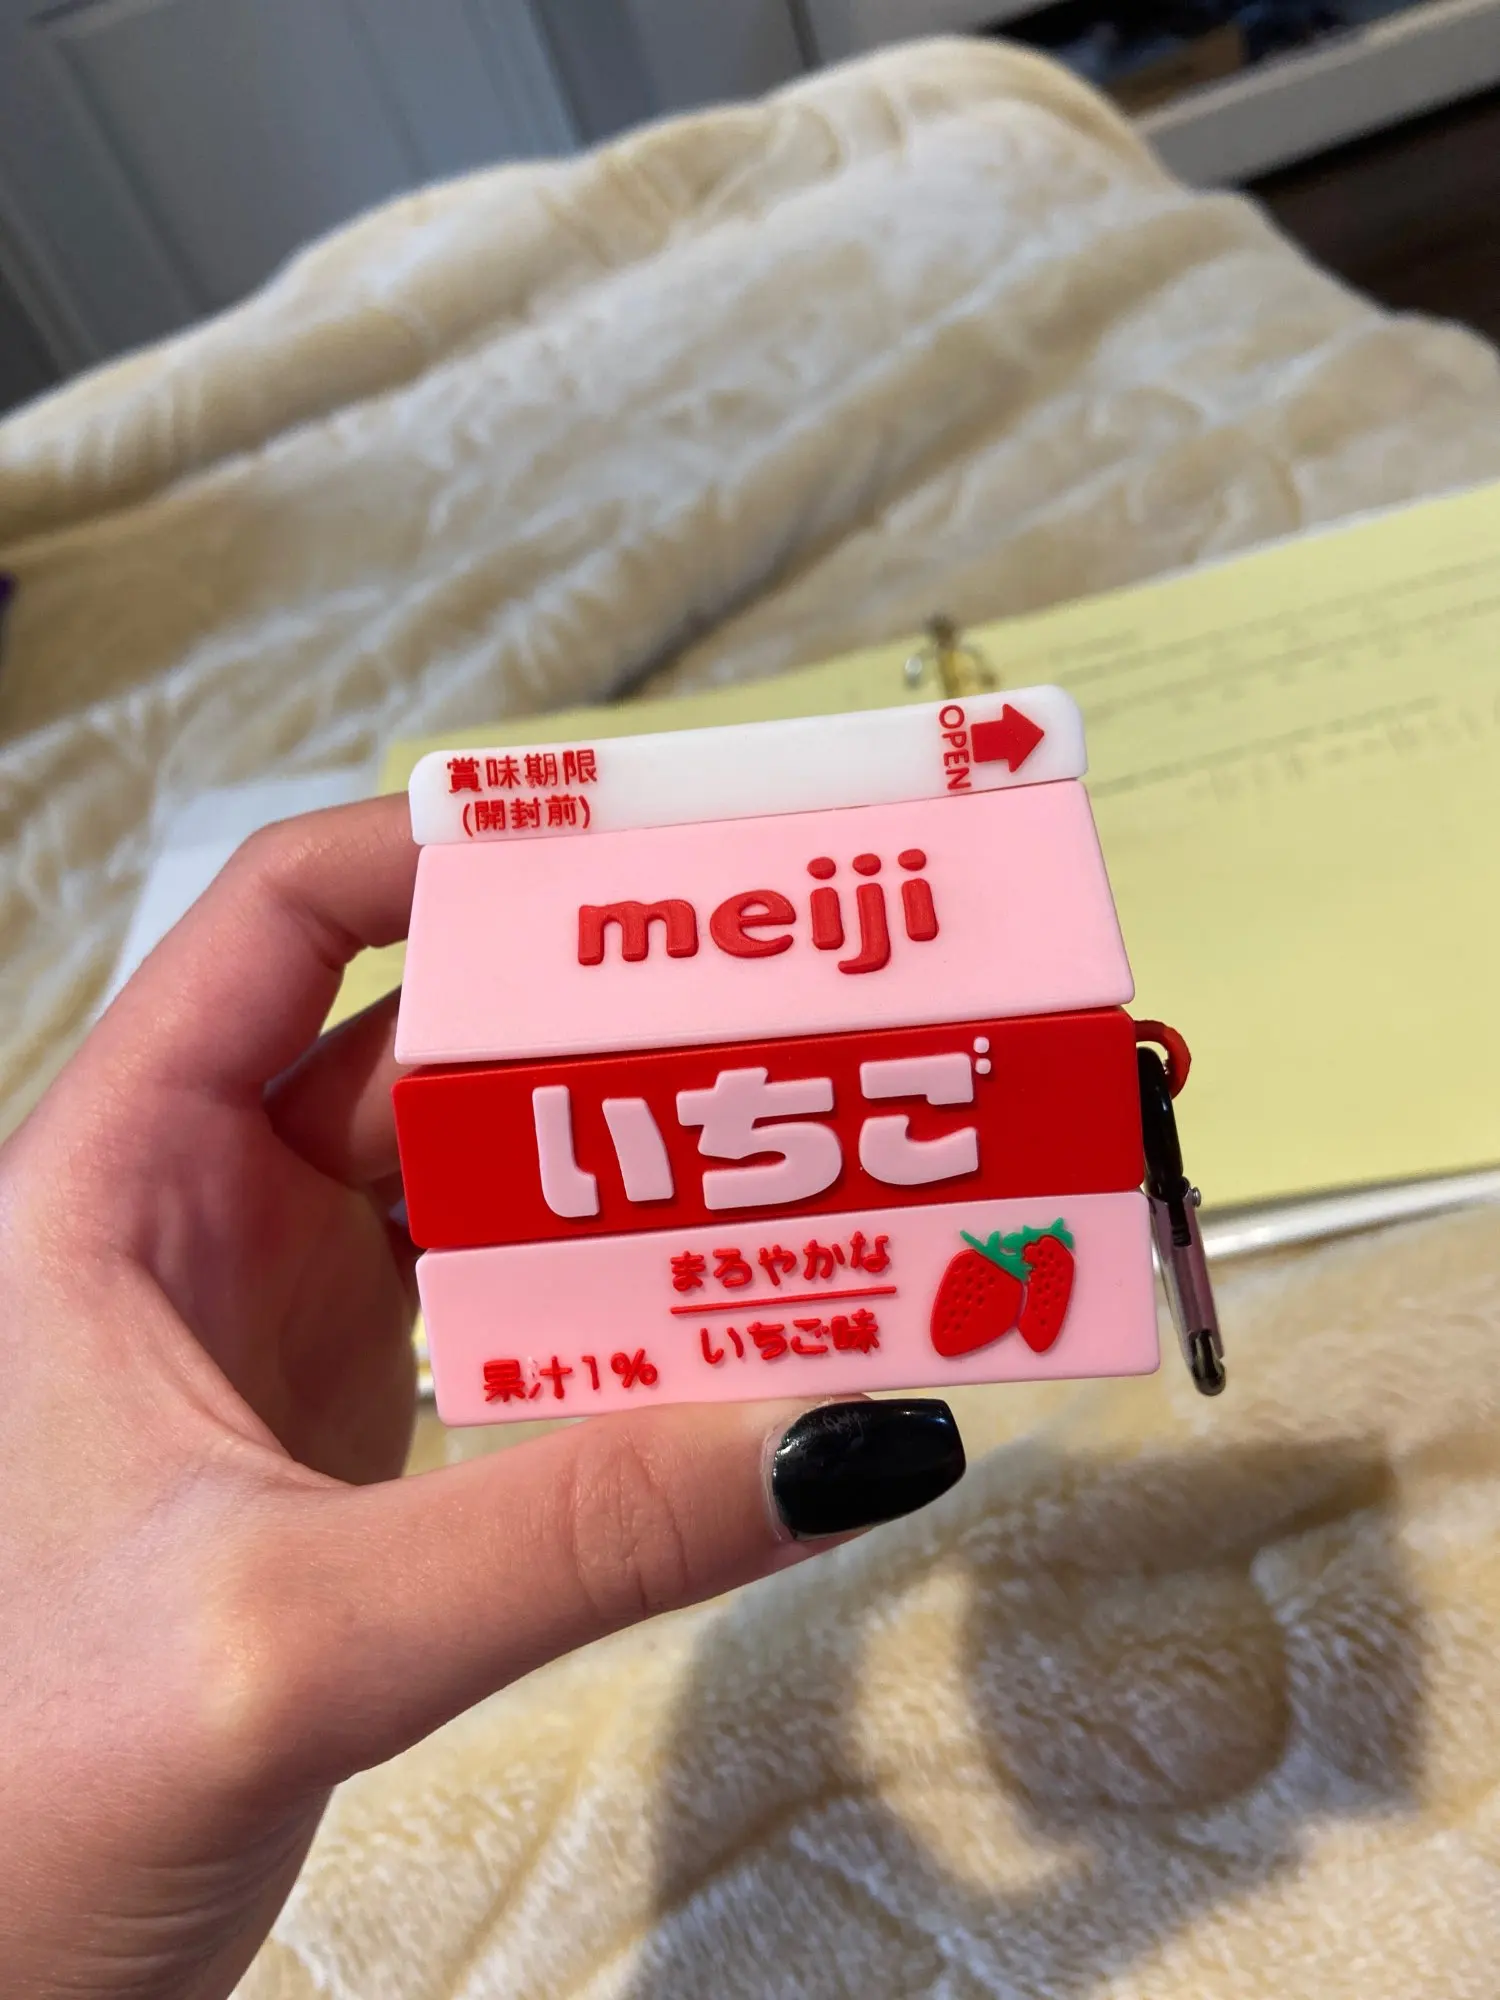 賞味期限
(開封前)
OPEN
meiji
いちご
まろやかな
いちご味
果汁1%